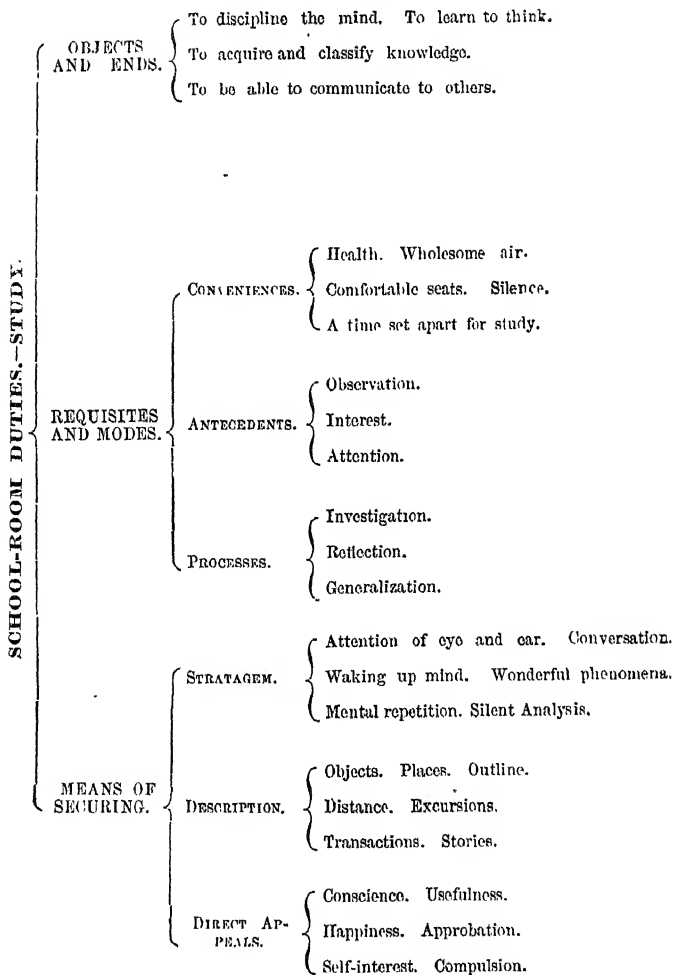 SCHOOL-ROOM DUTIES.—STUDY.
OBJECTS
AND ENDS.
To discipline the mind. To learn to think.
To acquire and classify knowledge.
To be able to communicate to others.
REQUISITES
AND MODES.
CONVENIENCES.
Health. Wholesome air.
Comfortable seats. Silence.
A time set apart for study.
ANTECEDENTS.
Observation.
Interest.
Attention.
PROCESSES.
Investigation.
Reflection.
Generalization.
MEANS OF
SECURING.
STRATAGEM.
Attention of eye and ear. Conversation.
Waking up mind. Wonderful phenomena.
Mental repetition. Silent Analysis.
DESCRIPTION.
Objects. Places. Outline.
Distance. Excursions.
Transactions. Stories.
DIRECT AP-
PEALS.
Conscience. Usefulness.
Happiness. Approbation.
Self-interest. Compulsion.